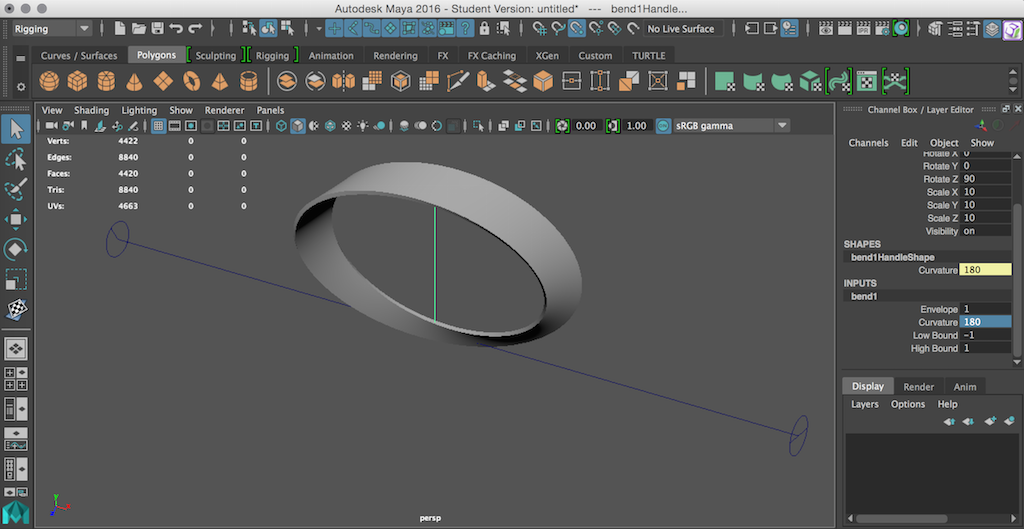 Autodesk Maya 2016 - Student Version: untitled*   ---   bend1Handle...
Rigging
No Live Surface
Curves / Surfaces Polygons Sculpting Rigging Animation Rendering FX FX Caching XGen Custom TURTLE
View Shading Lighting Show Renderer Panels
0.00 1.00 sRGB gamma
Verts: 4422 0 0
Edges: 8840 0 0
Faces: 4420 0 0
Tris: 8840 0 0
UVs: 4663 0 0
persp
Channel Box / Layer Editor
Channels Edit Object Show
Rotate X 0
Rotate Y 0
Rotate Z 90
Scale X 10
Scale Y 10
Scale Z 10
Visibility on
SHAPES
bend1HandleShape
Curvature 180
INPUTS
bend1
Envelope 1
Curvature 180
Low Bound -1
High Bound 1
Display Render Anim
Layers Options Help